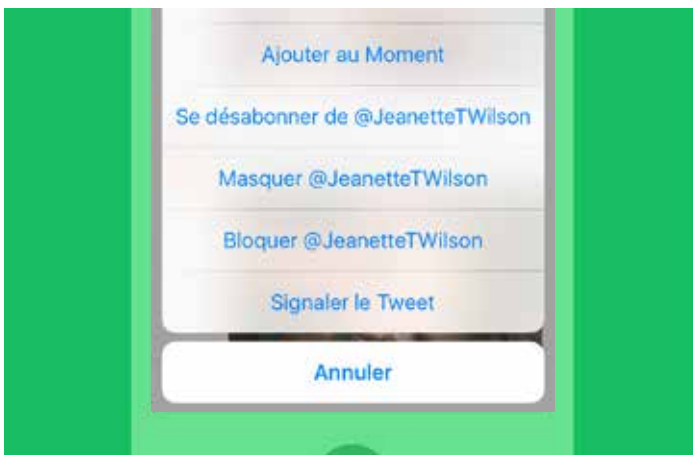 Ajouter au Moment
Se désabonner de @JeanetteTWilson
Masquer @JeanetteTWilson
Bloquer @JeanetteTWilson
Signaler le Tweet
Annuler